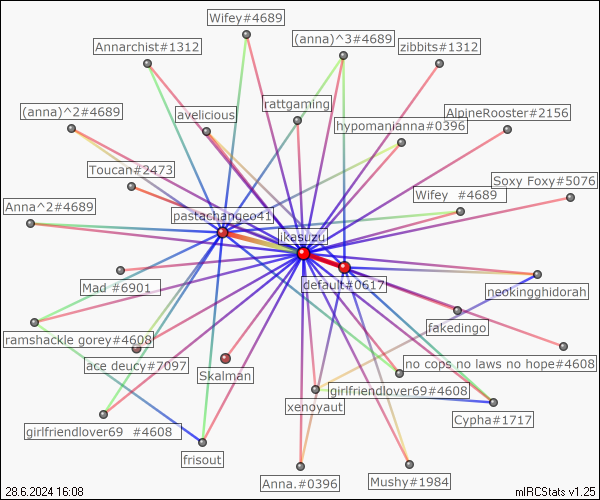 Wifey#4689
Annarchist#1312
(anna)^3#4689
zibbits#1312
(anna)^2#4689
avelicious
rattgaming
hypomanianna#0396
AlpineRooster#2156
Toucan#2473
Soxy Foxy#5076
Wifey  #4689
Anna^2#4689
pastachangeo41
ikasuzu
default#0617
Mad #6901
neokingghidorah
fakedingo
ramshackle gorey#4608
ace deucy#7097
Skalman
no cops no laws no hope#4608
girlfriendlover69#4608
xenoyaut
Cypha#1717
girlfriendlover69  #4608
frisout
Anna.#0396
Mushy#1984
28.6.2024 16:08
mIRCStats v1.25